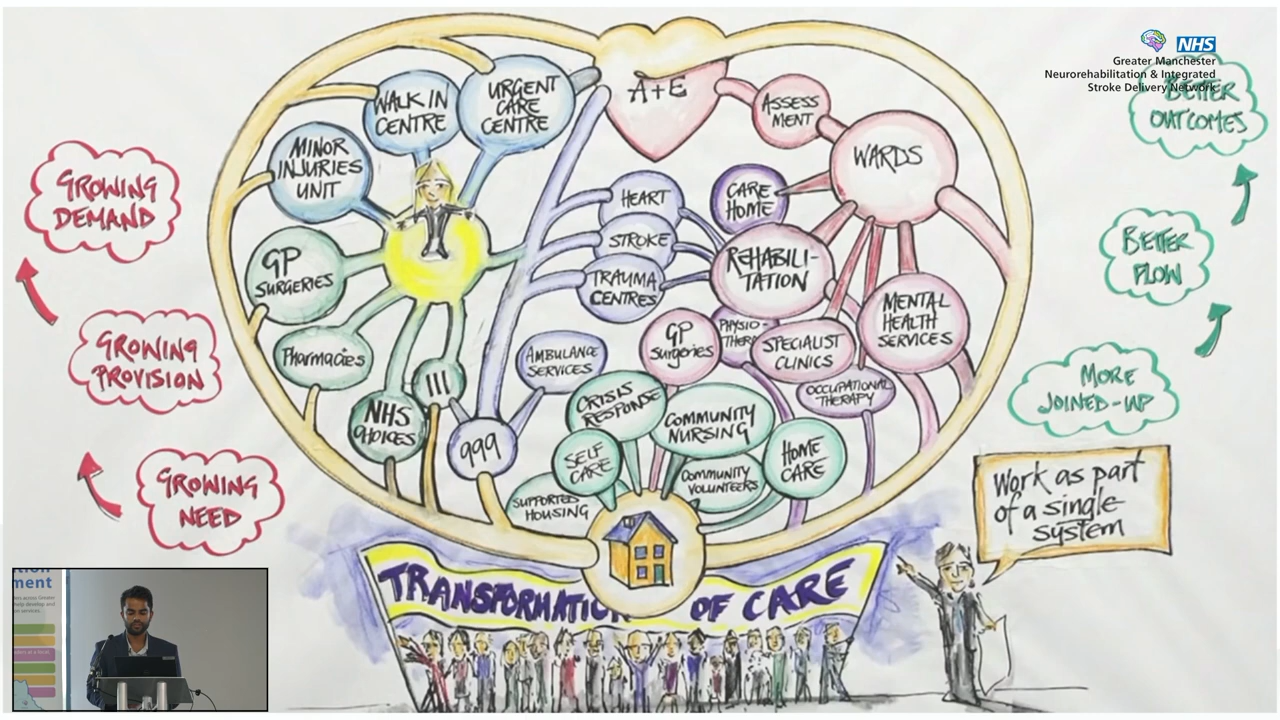 NHS
Greater Manchester
Neurorehabilitation & Integrated
Stroke Delivery Network
BETTER
OUTCOMES
BETTER
FLOW
MORE
JOINED-UP
Work as part
of a single
system
GROWING
DEMAND
GROWING
PROVISION
GROWING
NEED
WALK IN
CENTRE
URGENT
CARE
CENTRE
MINOR
INJURIES
UNIT
GP
SURGERIES
Pharmacies
NHS
CHOICES
111
999
AMBULANCE
SERVICES
A+E
ASSESS
MENT
WARDS
HEART
STROKE
TRAUMA
CENTRES
CARE
HOME
REHABILI-
TATION
MENTAL
HEALTH
SERVICES
GP
Surgeries
PHYSIO-
THERA
SPECIALIST
CLINICS
OCCUPATIONAL
THERAPY
CRISIS
RESPONSE
COMMUNITY
NURSING
SELF
CARE
HOME
CARE
COMMUNITY
VOLUNTEERS
SUPPORTED
HOUSING
TRANSFORMATION OF CARE
ment